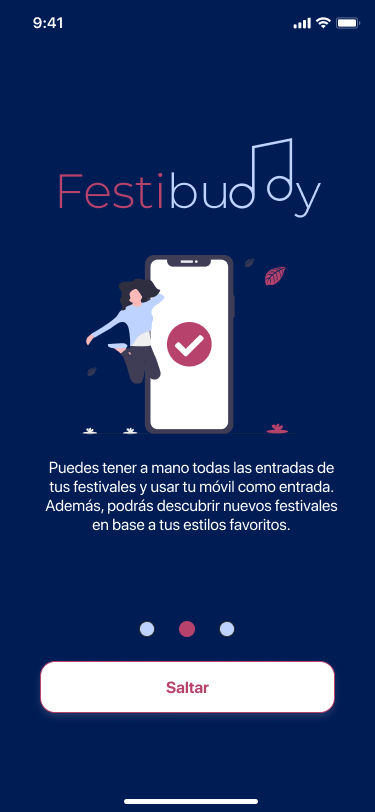 9:41
Festibuddy
Puedes tener a mano todas las entradas de
tus festivales y usar tu móvil como entrada.
Además, podrás descubrir nuevos festivales
en base a tus estilos favoritos.
Saltar